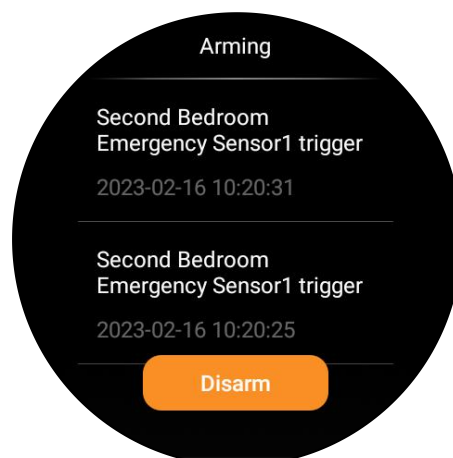 Arming
Second Bedroom
Emergency Sensor1 trigger
2023-02-16 10:20:31
Second Bedroom
Emergency Sensor1 trigger
2023-02-16 10:20:25
Disarm